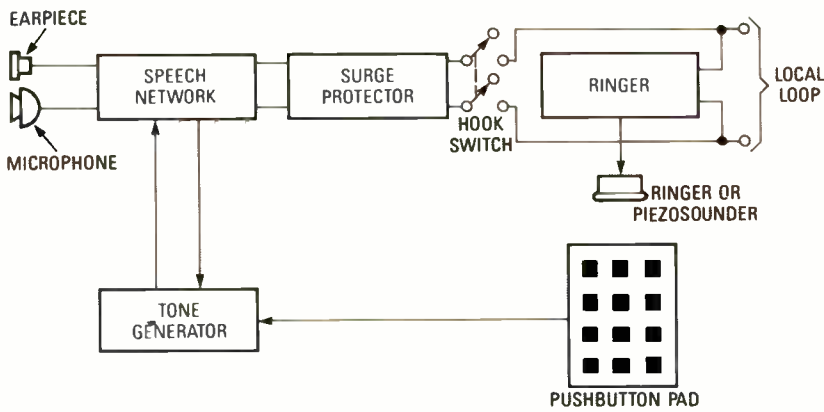 EARPIECE
SPEECH
NETWORK
SURGE
PROTECTOR
HOOK
SWITCH
RINGER
LOCAL
LOOP
MICROPHONE
RINGER OR
PIEZOSOUNDER
TONE
GENERATOR
PUSHBUTTON PAD